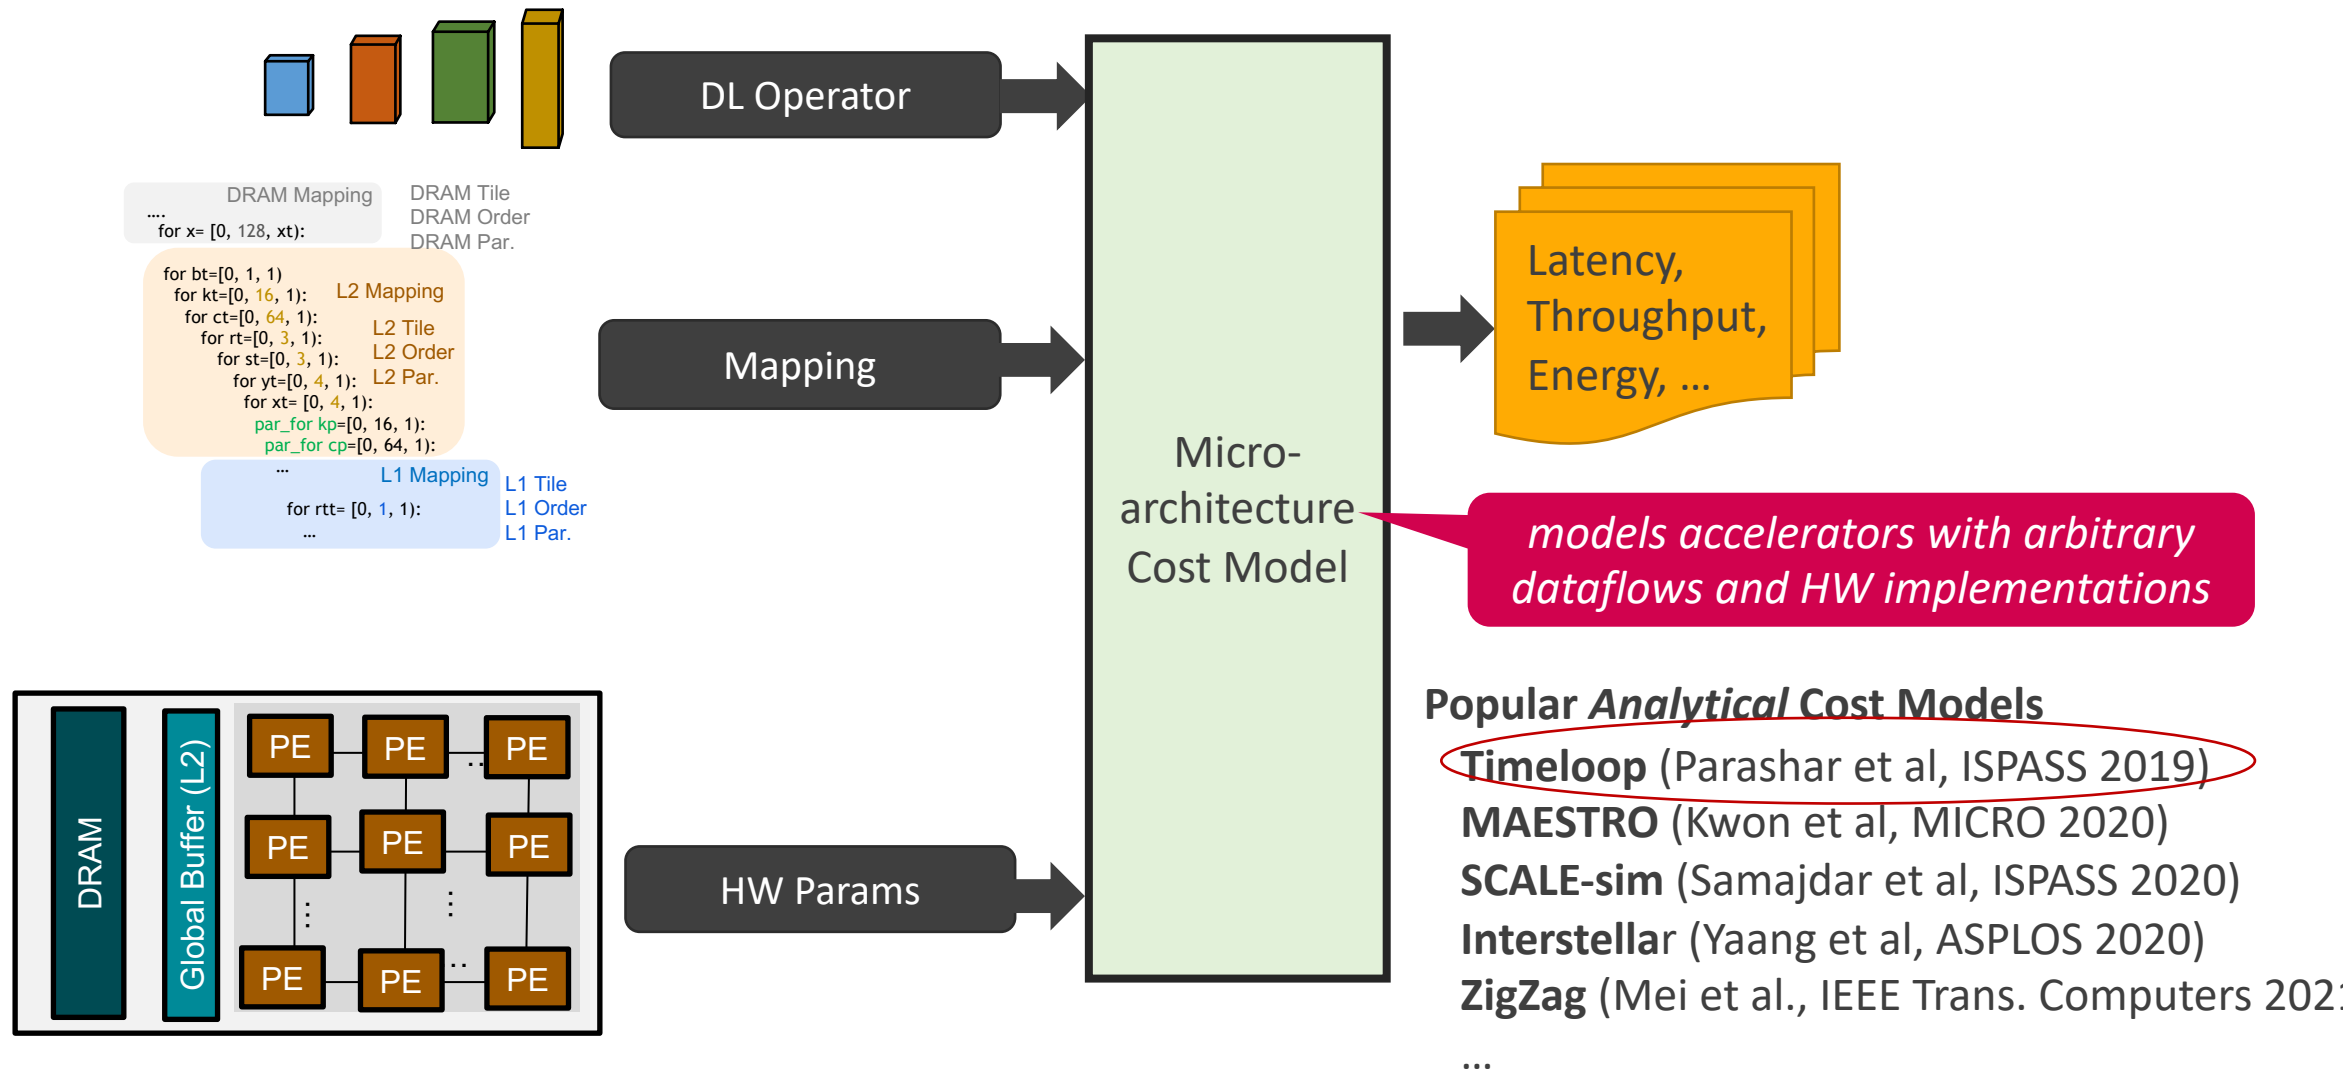 DL Operator
DRAM Mapping
....
for x= [0, 128, xt):
DRAM Tile
DRAM Order
DRAM Par.
for bt=[0, 1, 1)
for kt=[0, 16, 1):
for ct=[0, 64, 1):
for rt=[0, 3, 1):
for st=[0, 3, 1):
for yt=[0, 4, 1):
for xt= [0, 4, 1):
par_for kp=[0, 16, 1):
par_for cp=[0, 64, 1):
L2 Mapping
L2 Tile
L2 Order
L2 Par.
...
L1 Mapping
for rtt= [0, 1, 1):
...
L1 Tile
L1 Order
L1 Par.
Mapping
Micro-
architecture
Cost Model
Latency,
Throughput,
Energy, ...
models accelerators with arbitrary
dataflows and HW implementations
DRAM
Global Buffer (L2)
PE PE .. PE
PE PE PE
... ...
PE PE .. PE
HW Params
Popular Analytical Cost Models
Timeloop (Parashar et al, ISPASS 2019)
MAESTRO (Kwon et al, MICRO 2020)
SCALE-sim (Samajdar et al, ISPASS 2020)
Interstellar (Yaang et al, ASPLOS 2020)
ZigZag (Mei et al., IEEE Trans. Computers 2021
...